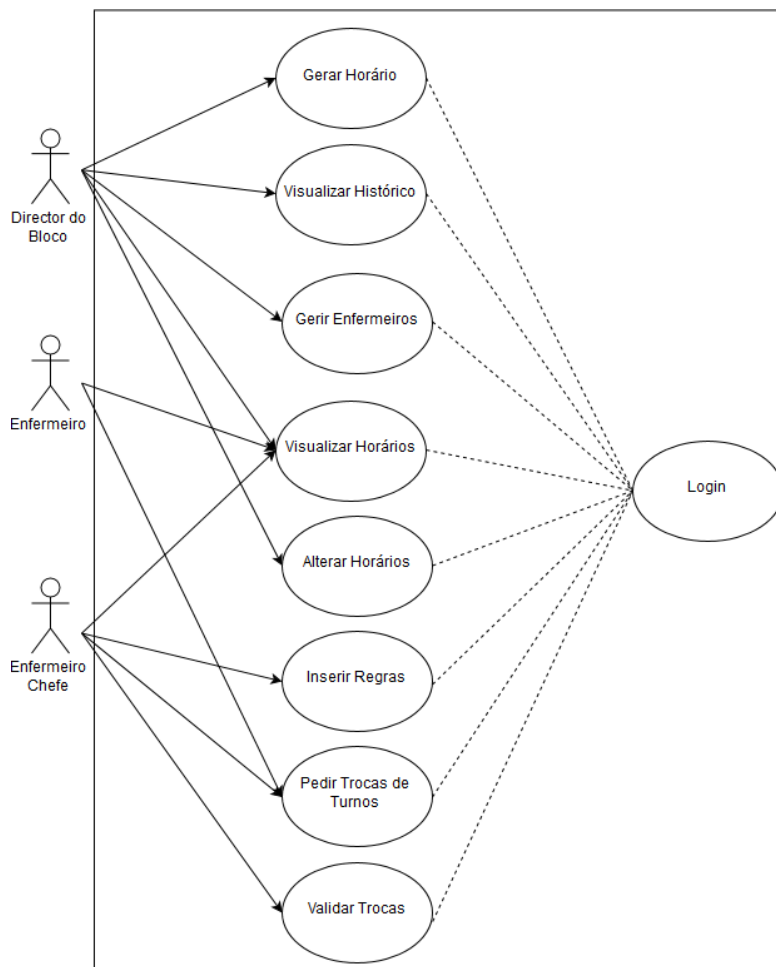 Gerar Horário
Visualizar Histórico
Director do
Bloco
Gerir Enfermeiros
Enfermeiro
Visualizar Horários
Login
Alterar Horários
Enfermeiro
Chefe
Inserir Regras
Pedir Trocas de
Turnos
Validar Trocas